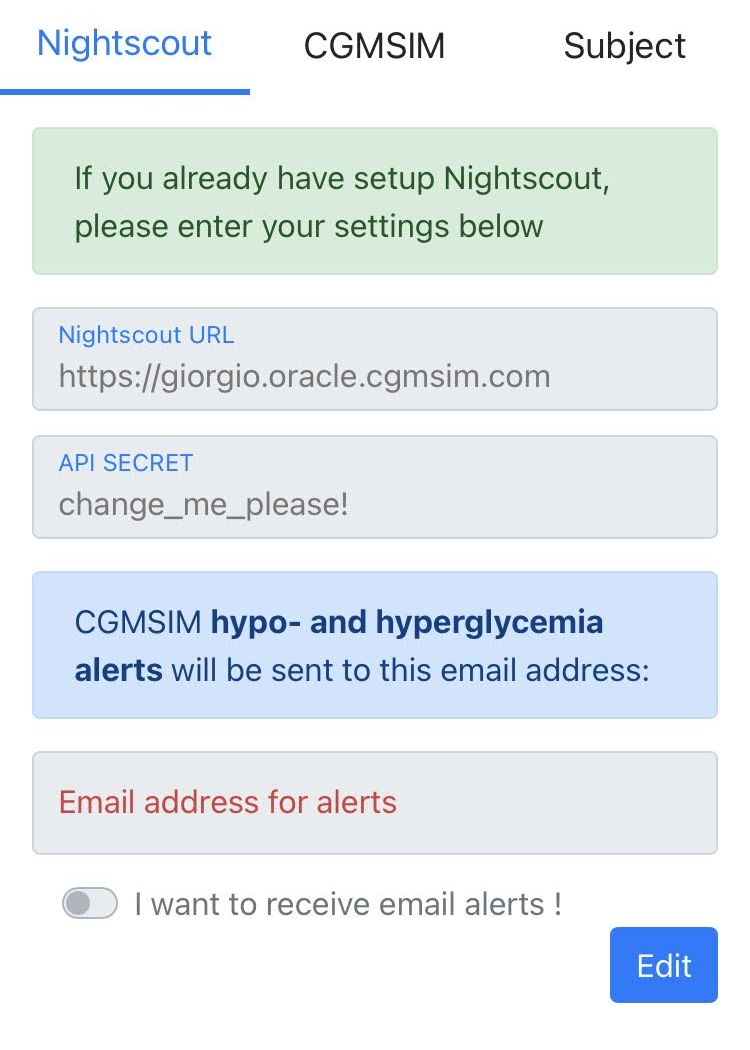 Nightscout CGMSIM Subject
If you already have setup Nightscout,
please enter your settings below
Nightscout URL
https://giorgio.oracle.cgmsim.com
API SECRET
change_me_please!
CGMSIM hypo- and hyperglycemia
alerts will be sent to this email address:
Email address for alerts
I want to receive email alerts !
Edit